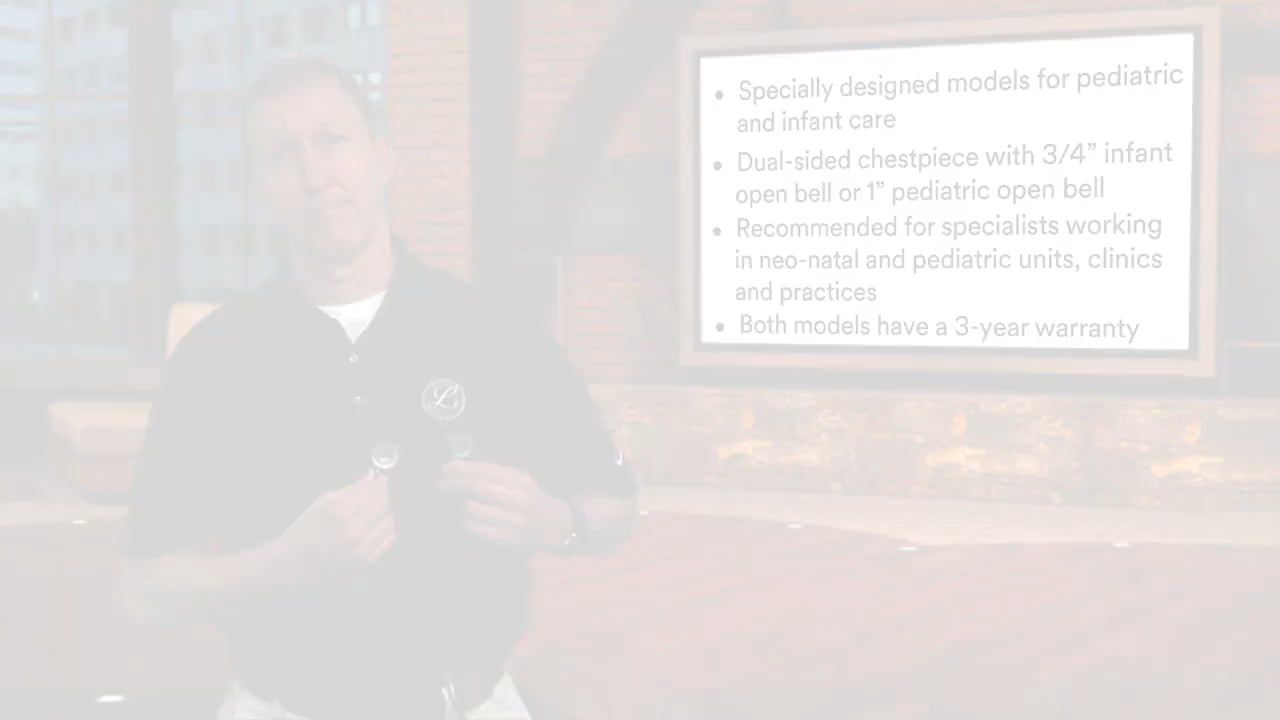 • Specially designed models for pediatric
and infant care
• Dual-sided chestpiece with 3/4” infant
open bell or 1” pediatric open bell
• Recommended for specialists working
in neo-natal and pediatric units, clinics
and practices
• Both models have a 3-year warranty
L